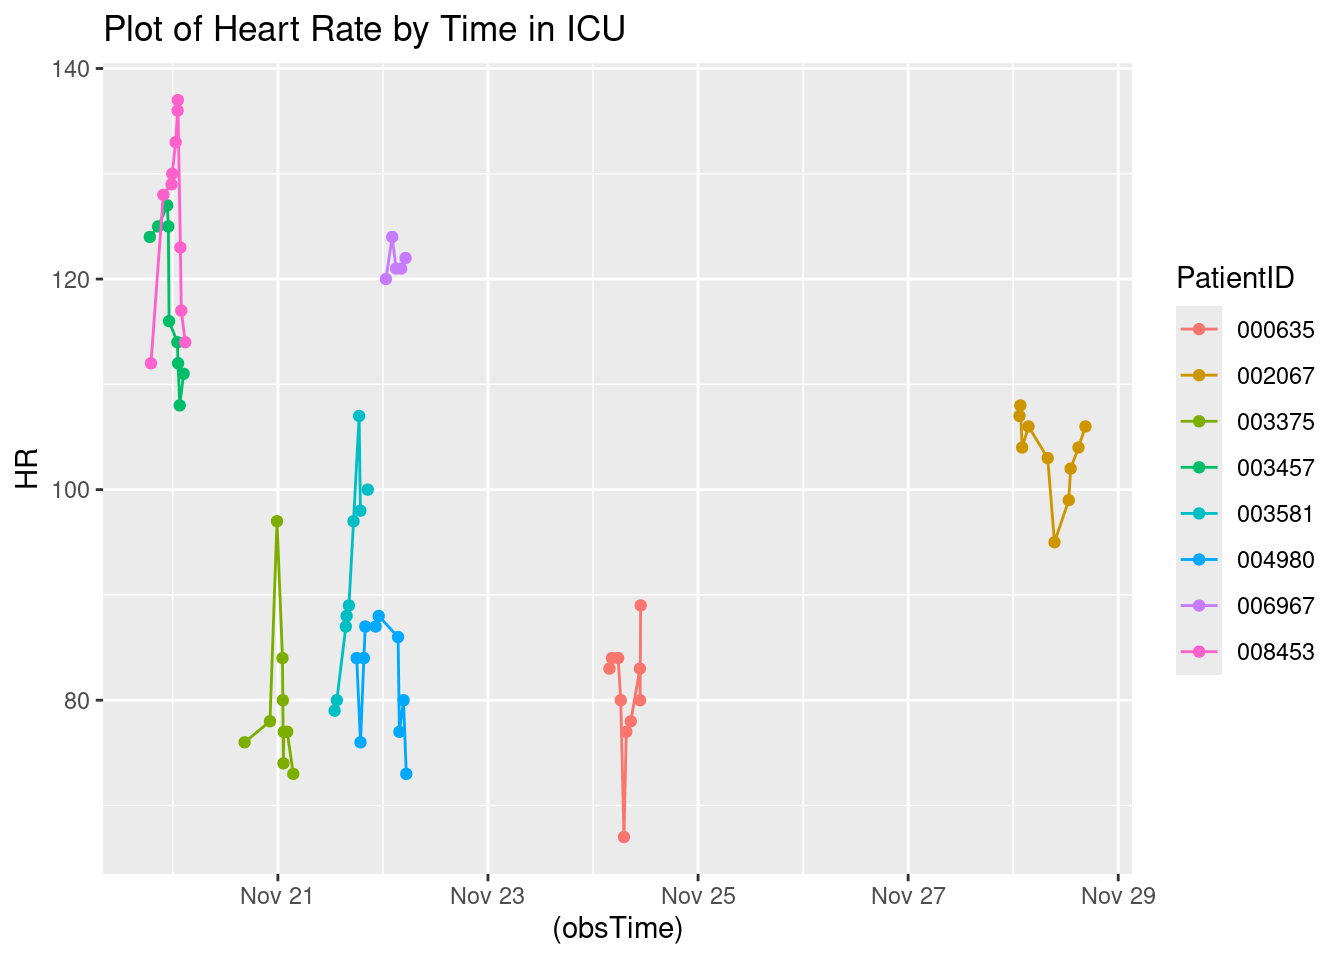 Plot of Heart Rate by Time in ICU
140
120
100
80
HR
Nov 21
Nov 23
Nov 25
Nov 27
Nov 29
(obsTime)
PatientID
000635
002067
003375
003457
003581
004980
006967
008453